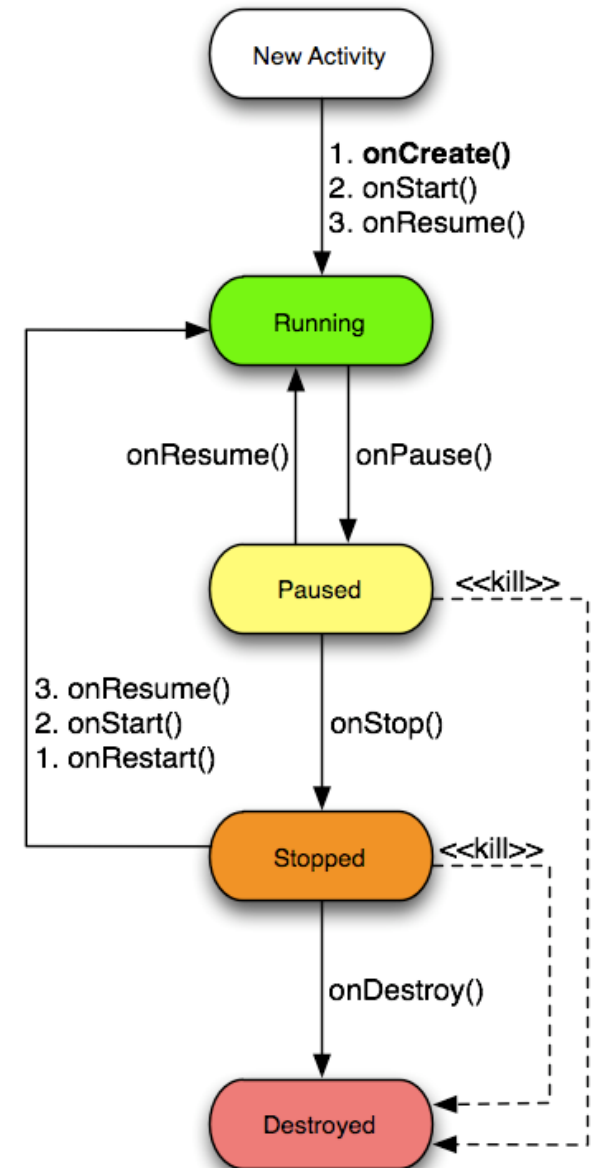 New Activity
1. onCreate()
2. onStart()
3. onResume()
Running
onResume()
onPause()
Paused
<<kill>>
3. onResume()
2. onStart()
1. onRestart()
onStop()
Stopped
<<kill>>
onDestroy()
Destroyed